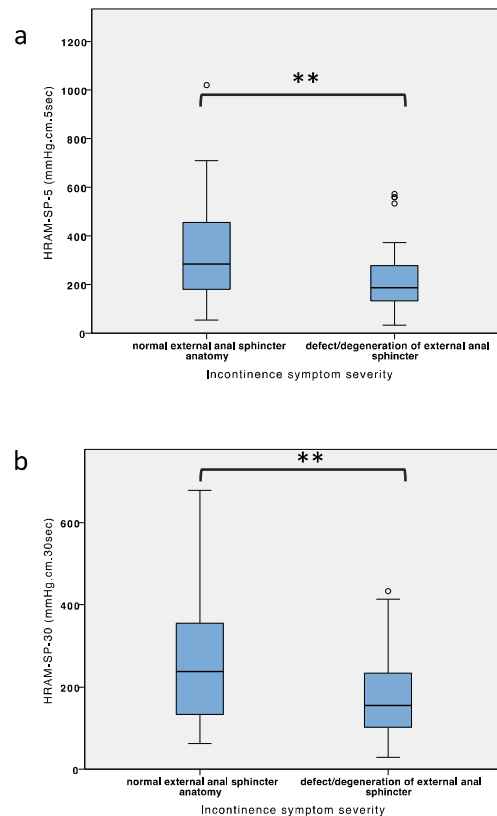 a
1200
1000
800
600
400
200
0
HRAM-SP-5 (mmHg.cm.5sec)
**
normal external anal sphincter
anatomy
defect/degeneration of external anal
sphincter
Incontinence symptom severity
b
600
400
200
0
HRAM-SP-30 (mmHg.cm.30sec)
**
normal external anal sphincter
anatomy
defect/degeneration of external anal
sphincter
Incontinence symptom severity